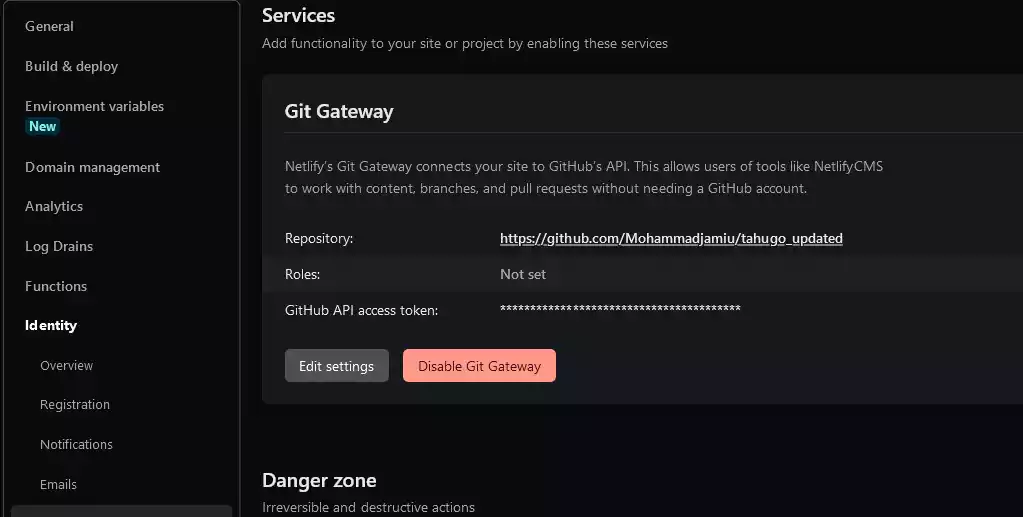 General
Build & deploy
Environment variables
New
Domain management
Analytics
Log Drains
Functions
Identity
Overview
Registration
Notifications
Emails
Services
Add functionality to your site or project by enabling these services
Git Gateway
Netlify's Git Gateway connects your site to GitHub's API. This allows users of tools like NetlifyCMS
to work with content, branches, and pull requests without needing a GitHub account.
Repository: https://github.com/Mohammadjamiu/tahugo_updated
Roles: Not set
GitHub API access token: ****************************************
Edit settings Disable Git Gateway
Danger zone
Irreversible and destructive actions